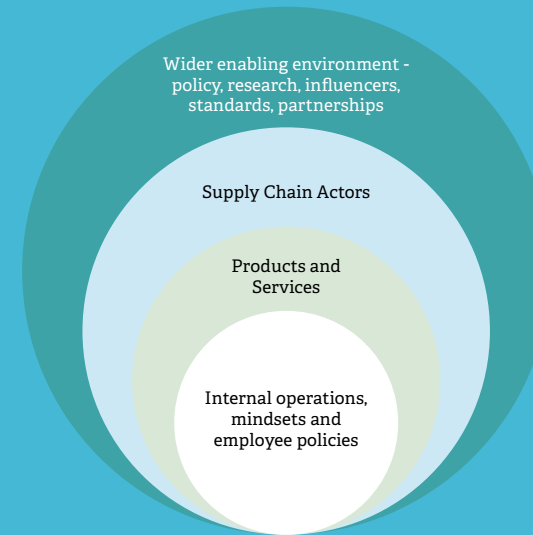 Wider enabling environment -
policy, research, influencers,
standards, partnerships
Supply Chain Actors
Products and
Services
Internal operations,
mindsets and
employee policies